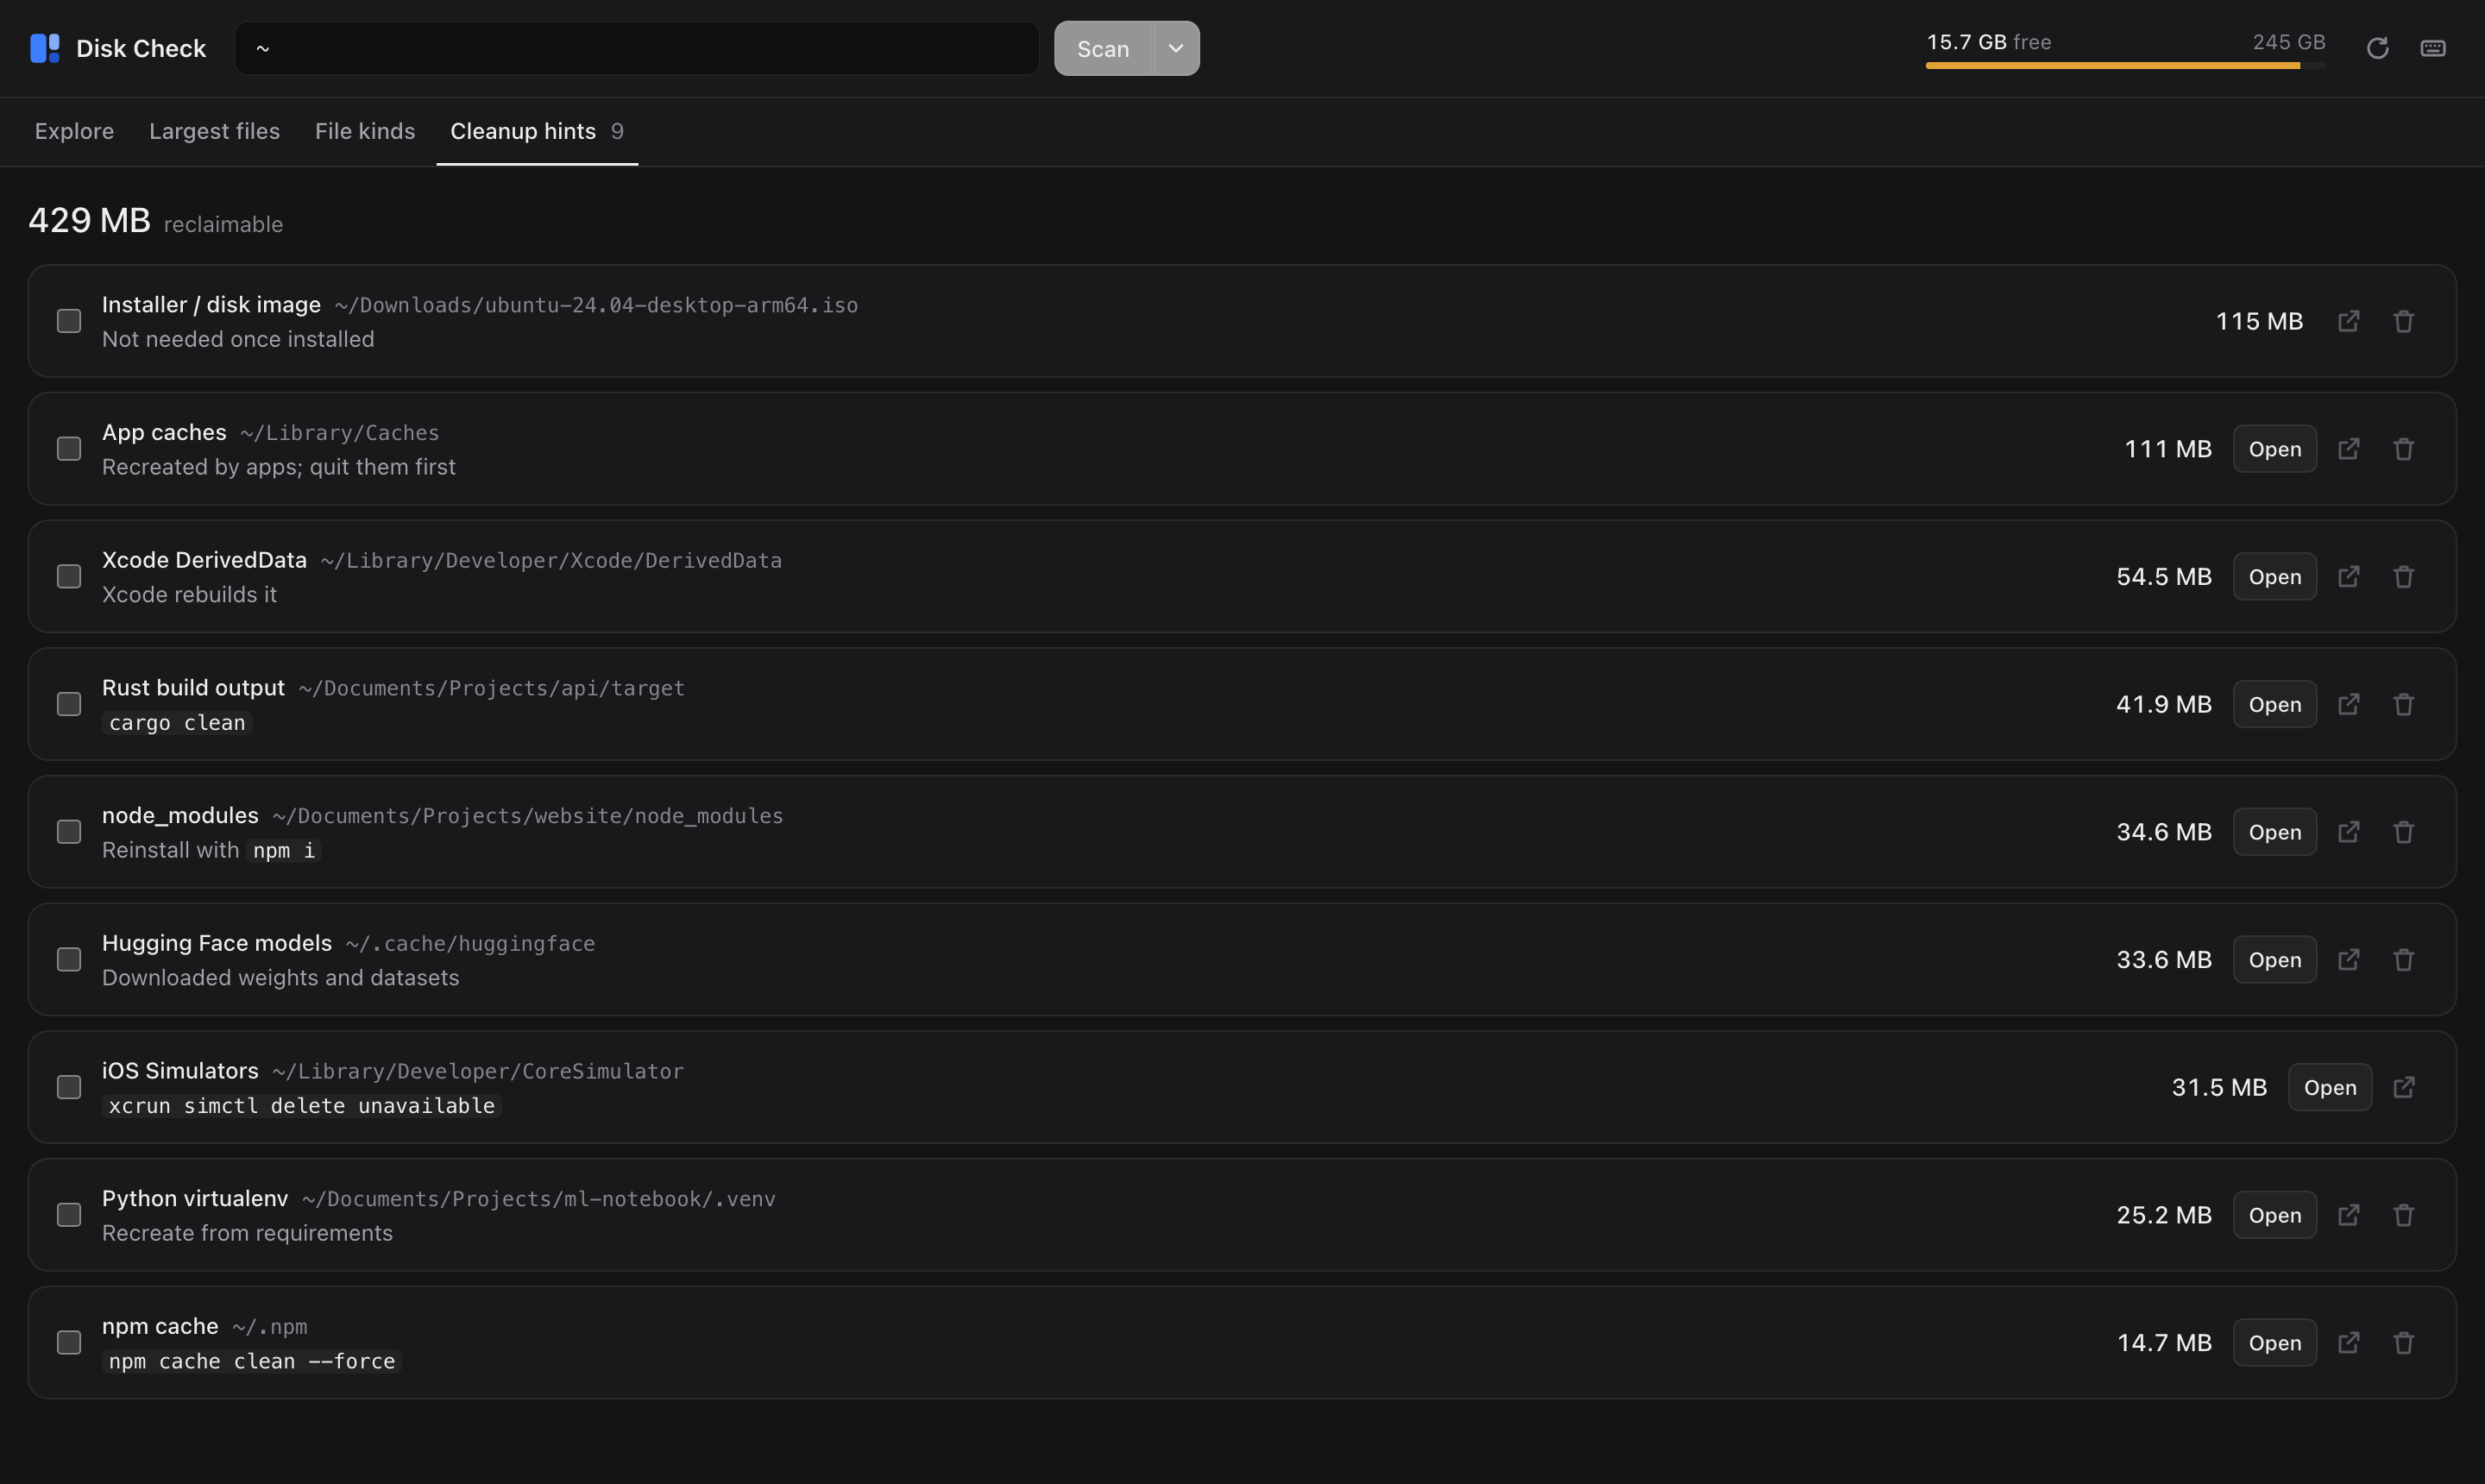 Disk Check
~
Scan
15.7 GB free 245 GB
Explore Largest files File kinds Cleanup hints 9
429 MB reclaimable
Installer / disk image ~/Downloads/ubuntu-24.04-desktop-arm64.iso
Not needed once installed
115 MB
App caches ~/Library/Caches
Recreated by apps; quit them first
111 MB Open
Xcode DerivedData ~/Library/Developer/Xcode/DerivedData
Xcode rebuilds it
54.5 MB Open
Rust build output ~/Documents/Projects/api/target
cargo clean
41.9 MB Open
node_modules ~/Documents/Projects/website/node_modules
Reinstall with npm i
34.6 MB Open
Hugging Face models ~/.cache/huggingface
Downloaded weights and datasets
33.6 MB Open
iOS Simulators ~/Library/Developer/CoreSimulator
xcrun simctl delete unavailable
31.5 MB Open
Python virtualenv ~/Documents/Projects/ml-notebook/.venv
Recreate from requirements
25.2 MB Open
npm cache ~/.npm
npm cache clean --force
14.7 MB Open